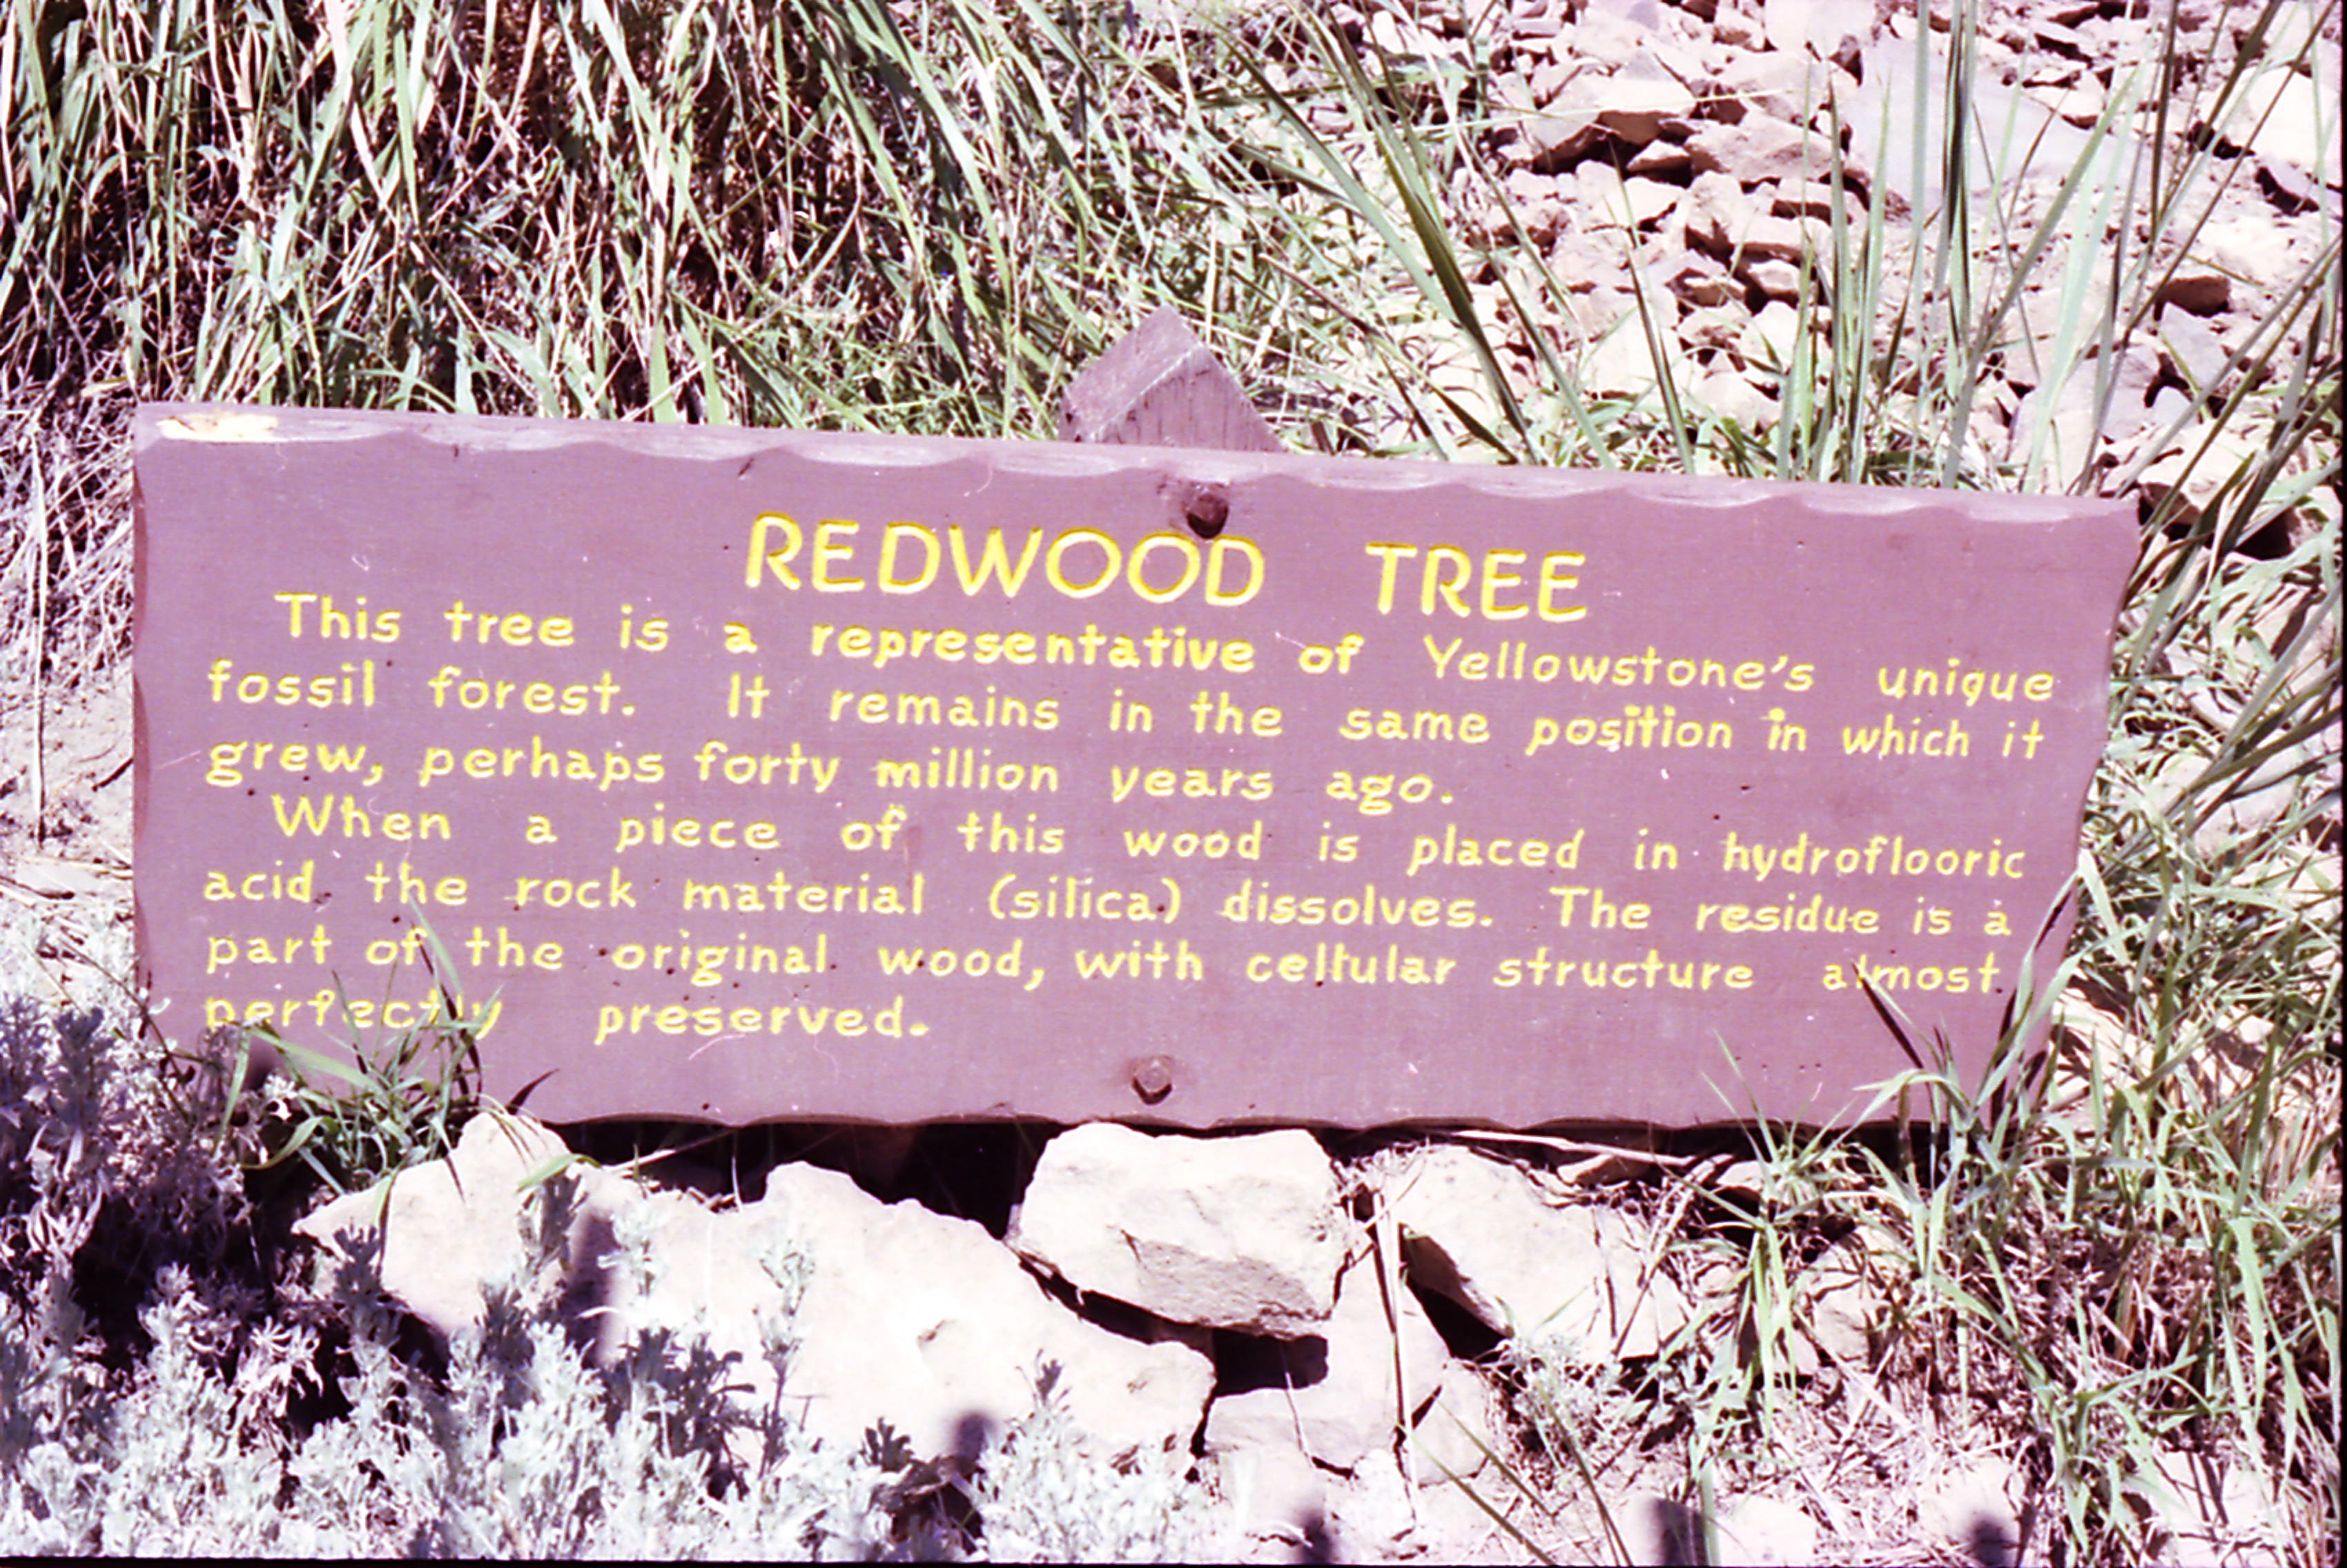 REDWOOD TREE
This tree is a representative of Yellowstone's unique
fossil forest. It remains in the same position in which it
grew, perhaps forty million years ago.
When a piece of this wood is placed in hydroflooric
acid the rock material (silica) dissolves. The residue is a
part of the original wood, with cellular structure almost
perfectly preserved.